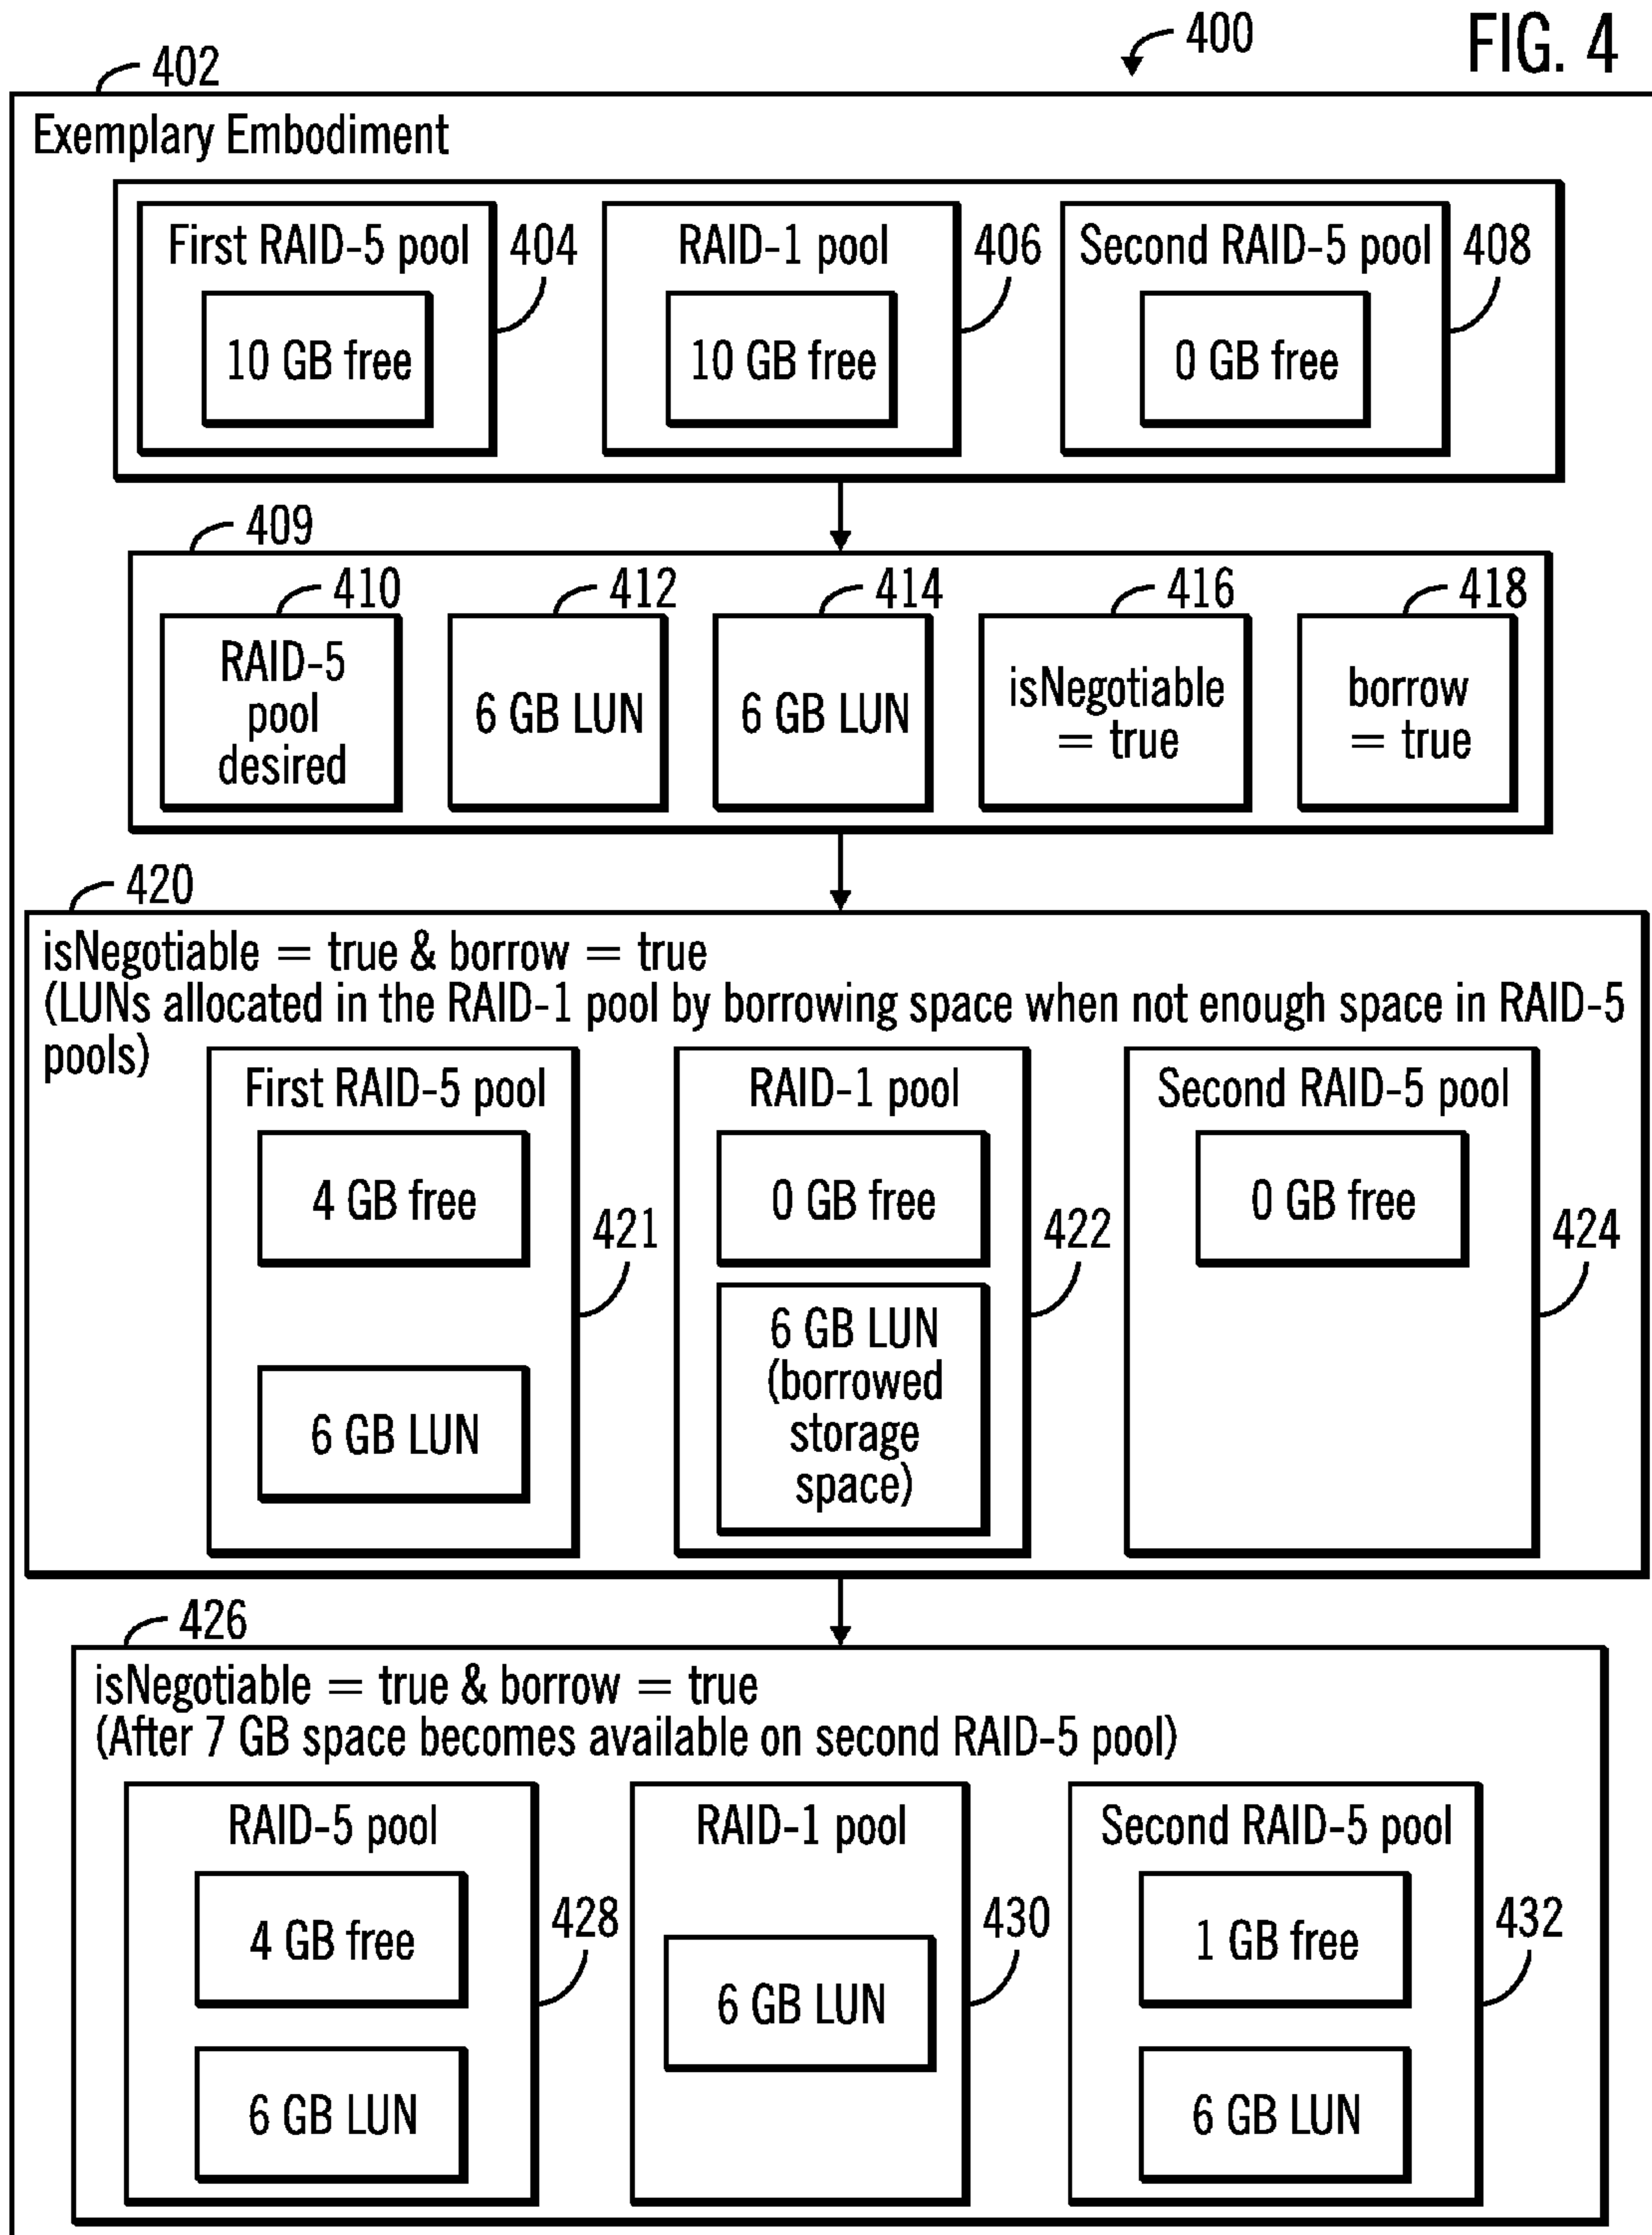 FIG. 4
400
402
Exemplary Embodiment
First RAID-5 pool
10 GB free
404
RAID-1 pool
10 GB free
406
Second RAID-5 pool
0 GB free
408
409
410
RAID-5
pool
desired
412
6 GB LUN
414
6 GB LUN
416
isNegotiable
= true
418
borrow
= true
420
isNegotiable = true & borrow = true
(LUNs allocated in the RAID-1 pool by borrowing space when not enough space in RAID-5
pools)
First RAID-5 pool
4 GB free
6 GB LUN
421
RAID-1 pool
0 GB free
6 GB LUN
(borrowed
storage
space)
422
Second RAID-5 pool
0 GB free
424
426
isNegotiable = true & borrow = true
(After 7 GB space becomes available on second RAID-5 pool)
RAID-5 pool
4 GB free
6 GB LUN
428
RAID-1 pool
6 GB LUN
430
Second RAID-5 pool
1 GB free
6 GB LUN
432